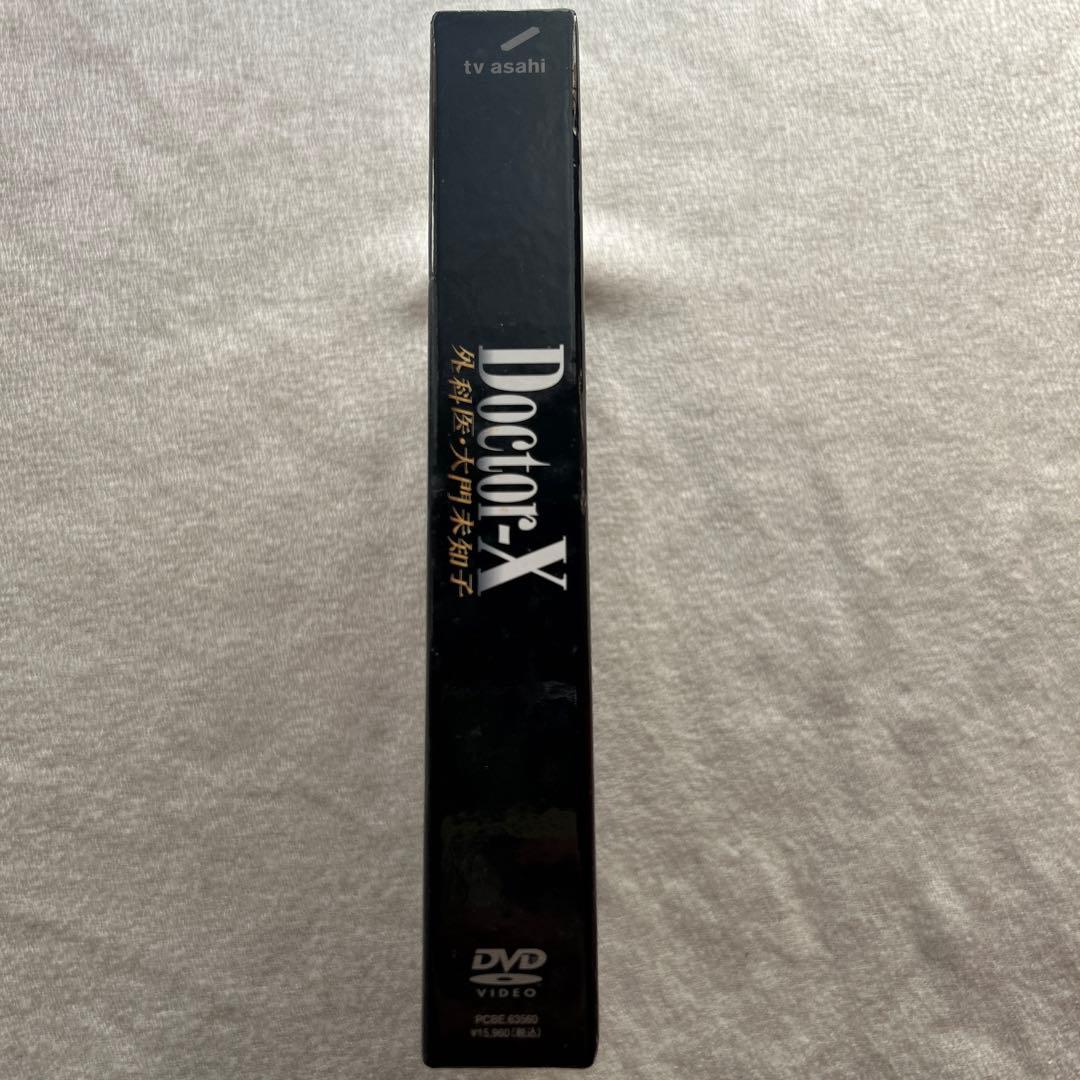 tv asahi
Doctor-X
外科医・大門未知子
DVD
VIDEO
PCBE.63560
¥15,960(税込)